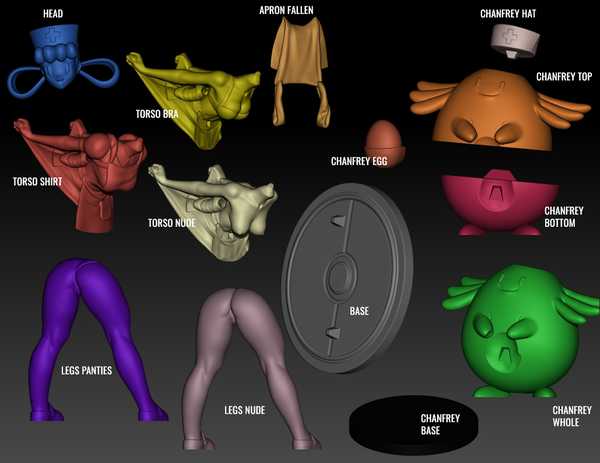 HEAD
APRON FALLEN
CHANFREY HAT
CHANFREY TOP
TORSO BRA
CHANFREY EGG
TORSO SHIRT
TORSO NUDE
CHANFREY
BOTTOM
BASE
LEGS PANTIES
LEGS NUDE
CHANFREY
BASE
CHANFREY
WHOLE